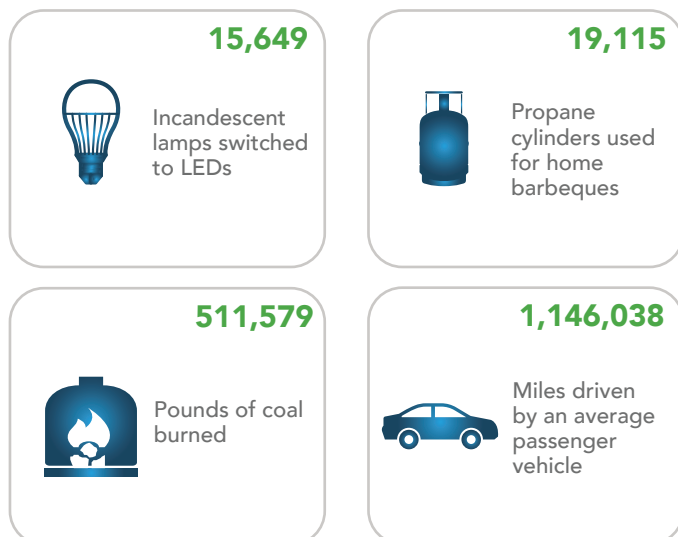 15,649
Incandescent
lamps switched
to LEDs
19,115
Propane
cylinders used
for home
barbeques
511,579
Pounds of coal
burned
1,146,038
Miles driven
by an average
passenger
vehicle